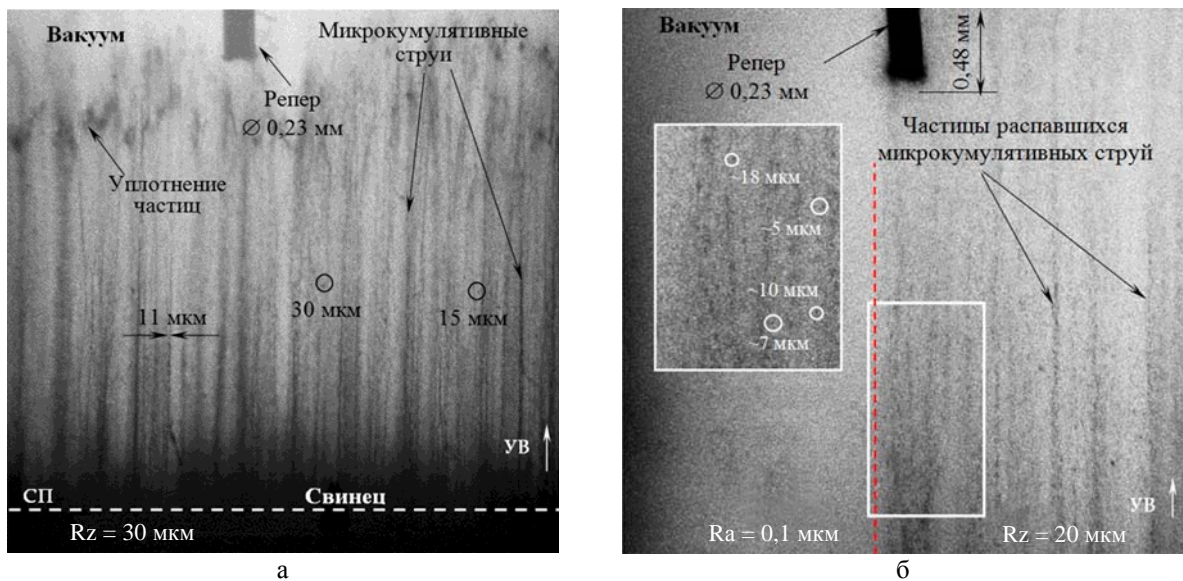 Вакуум
Микрокумулятивные
струи
Репер
∅ 0,23 мм
Уплотнение
частиц
11 мкм
30 мкм
15 мкм
УВ
СП
Свинец
Rz = 30 мкм
а
Вакуум
Репер
∅ 0,23 мм
0,48 мм
Частицы распавшихся
микрокумулятивных струй
~18 мкм
~5 мкм
~10 мкм
~7 мкм
УВ
Ra = 0,1 мкм
Rz = 20 мкм
б